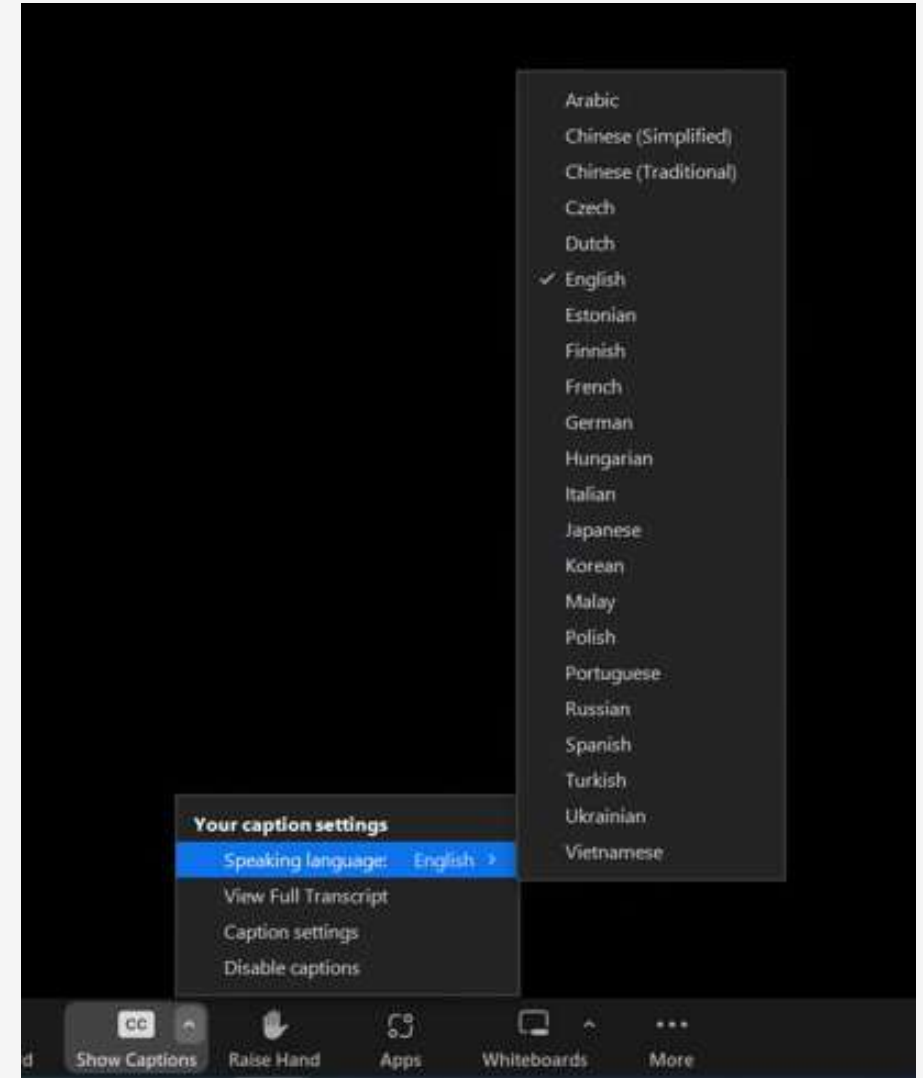 Arabic
Chinese (Simplified)
Chinese (Traditional)
Czech
Dutch
English
Estonian
Finnish
French
German
Hungarian
Italian
Japanese
Korean
Malay
Polish
Portuguese
Russian
Spanish
Turkish
Ukrainian
Vietnamese
Your caption settings
Speaking language: English >
View Full Transcript
Caption settings
Disable captions
CC
d Show Captions Raise Hand Apps Whiteboards More